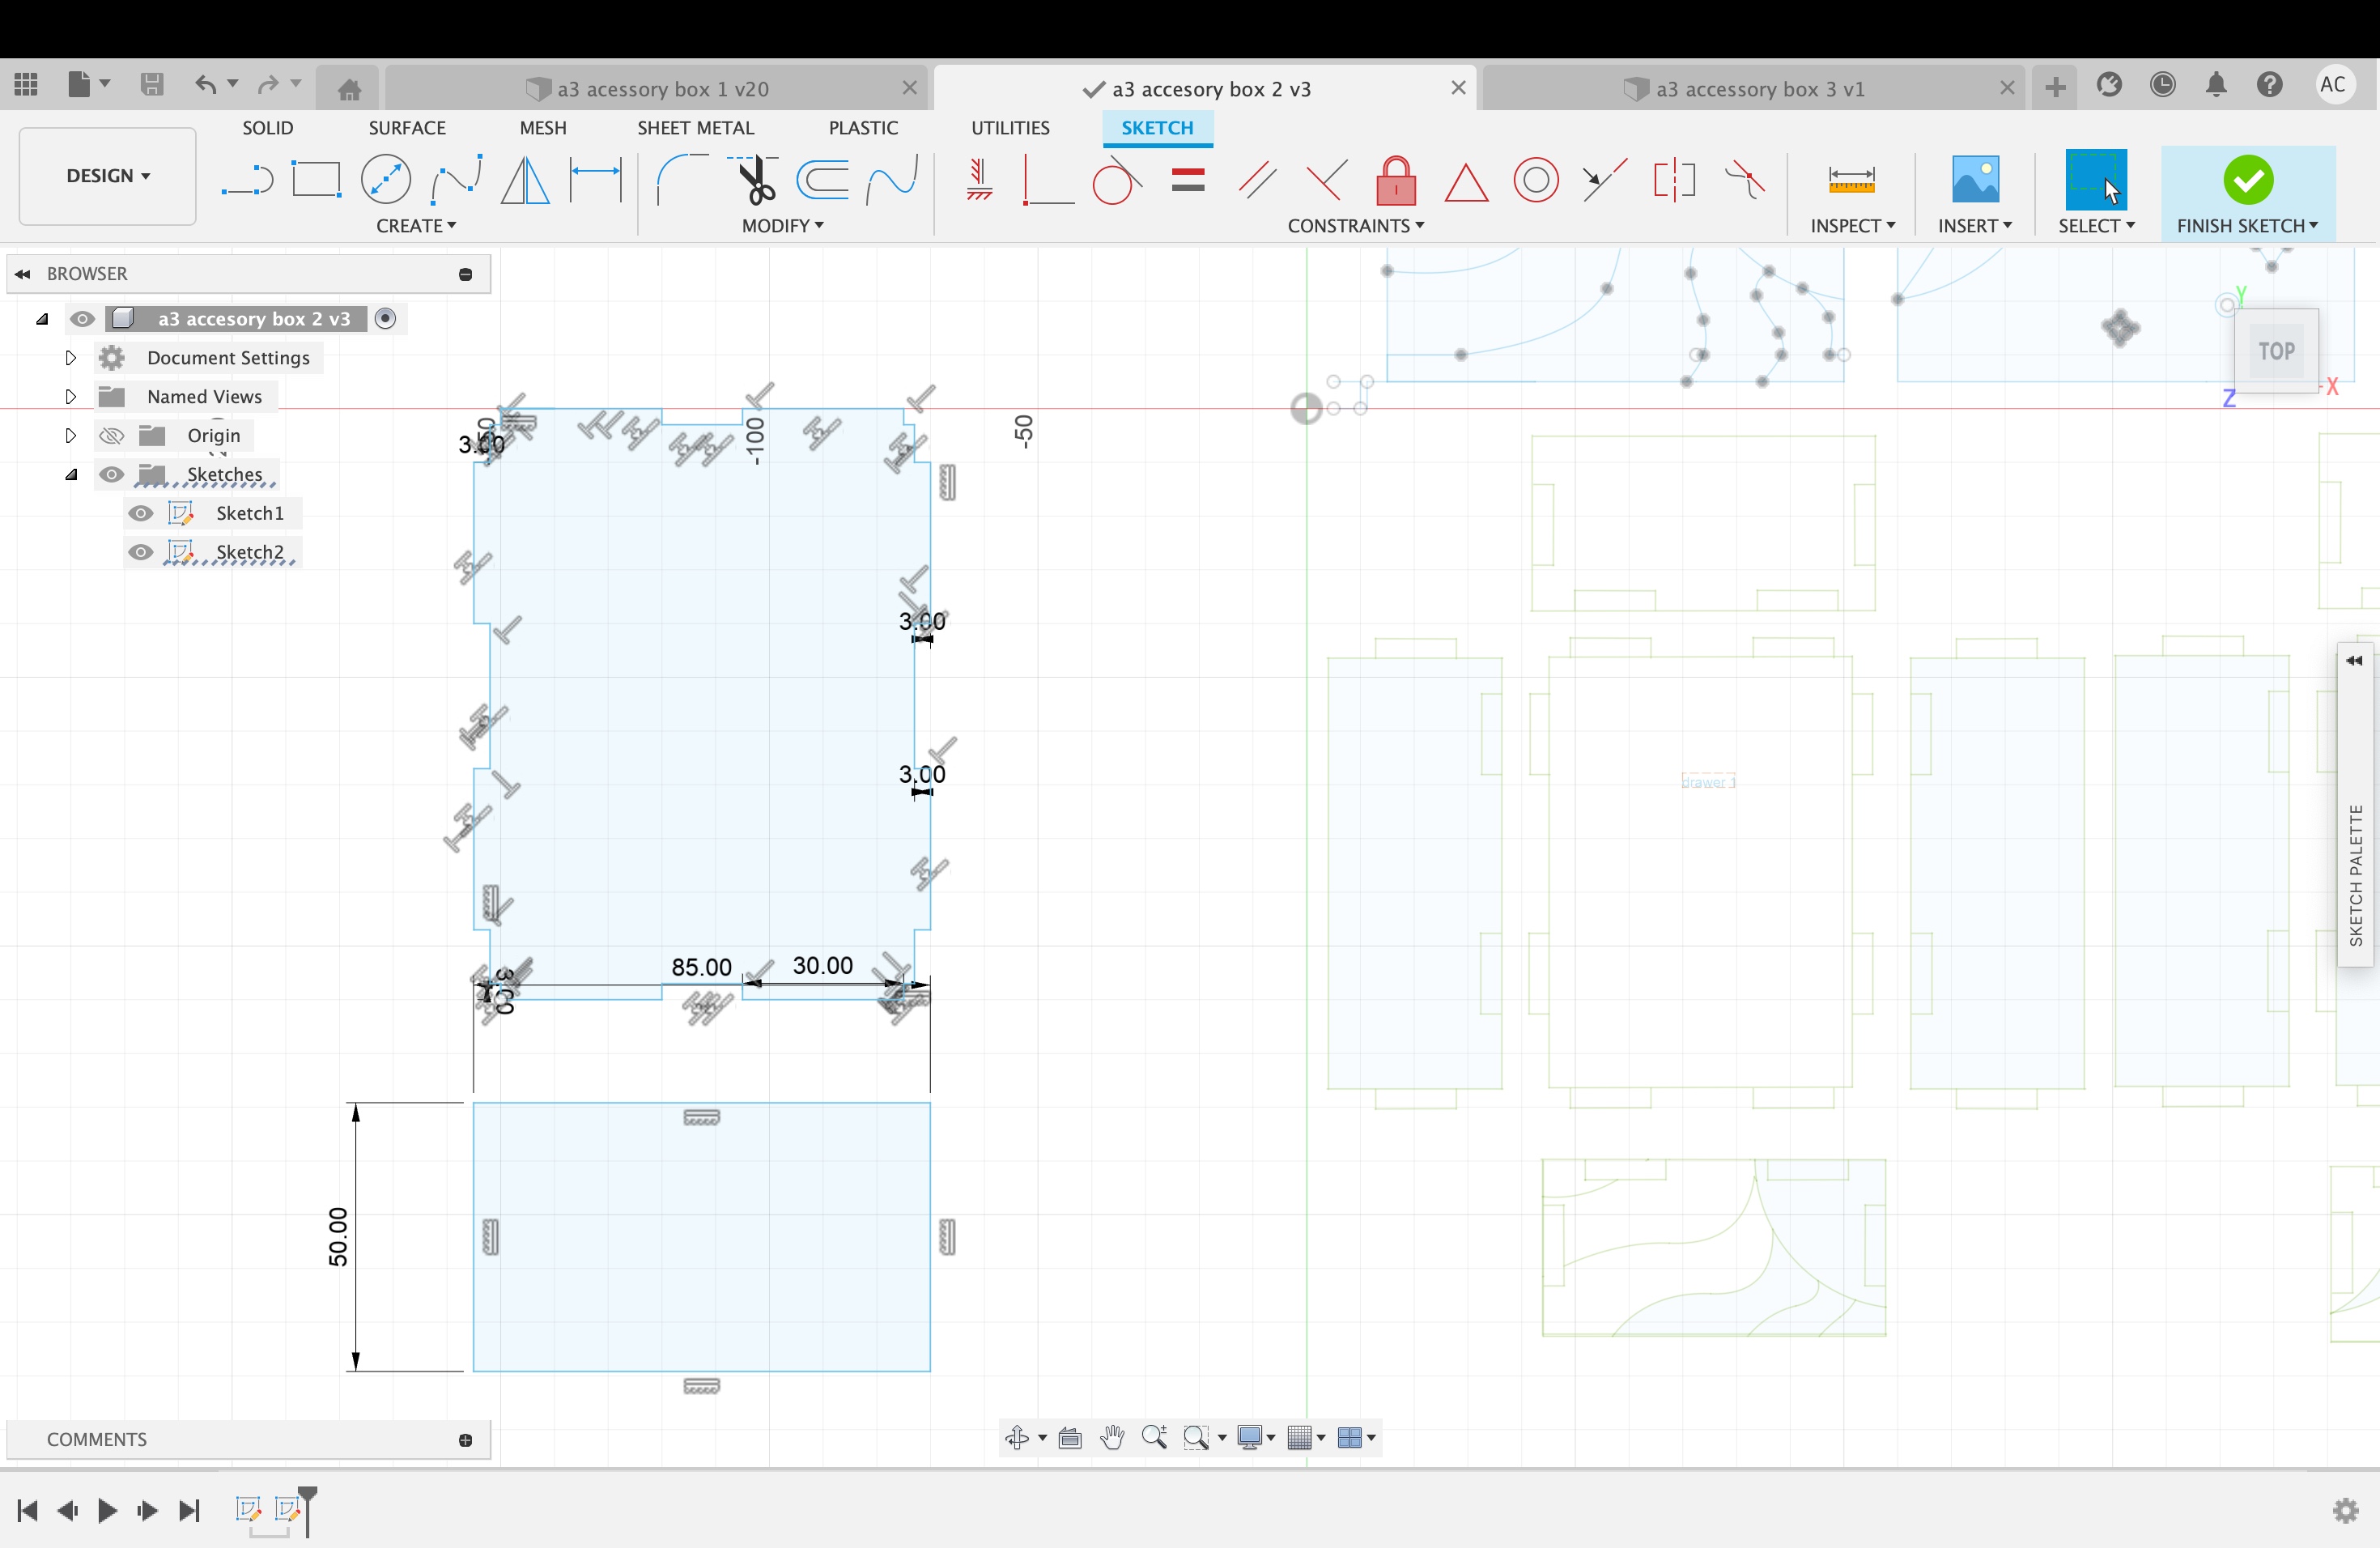 a3 acessory box 1 v20
a3 accesory box 2 v3
a3 accessory box 3 v1
AC
DESIGN
SOLID
SURFACE
MESH
SHEET METAL
PLASTIC
UTILITIES
SKETCH
CREATE
MODIFY
CONSTRAINTS
INSPECT
INSERT
SELECT
FINISH SKETCH
BROWSER
a3 accesory box 2 v3
Document Settings
Named Views
Origin
Sketches
Sketch1
Sketch2
Y
TOP
X
Z
-100
-50
3.00
3.00
3.00
85.00
30.00
3.00
50.00
drawer 1
SKETCH PALETTE
COMMENTS